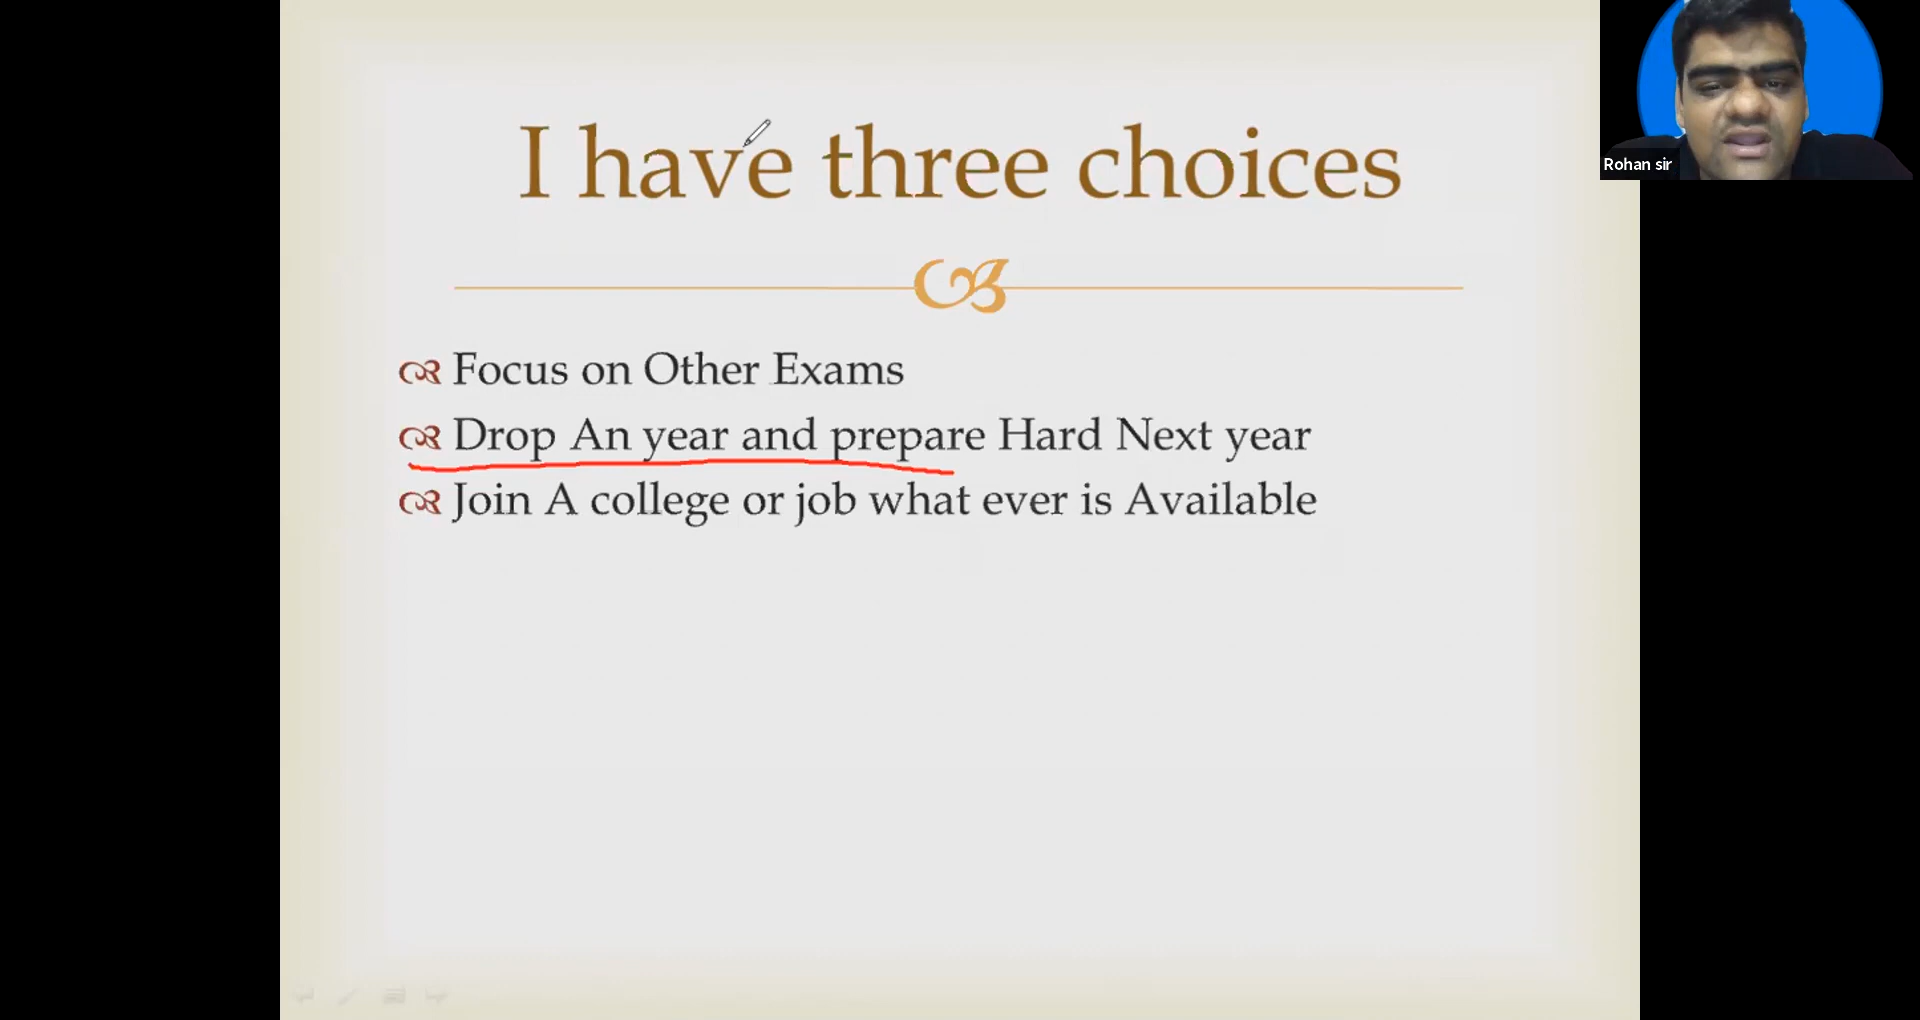 I have three choices
Focus on Other Exams
Drop An year and prepare Hard Next year
Join A college or job what ever is Available
Rohan sir